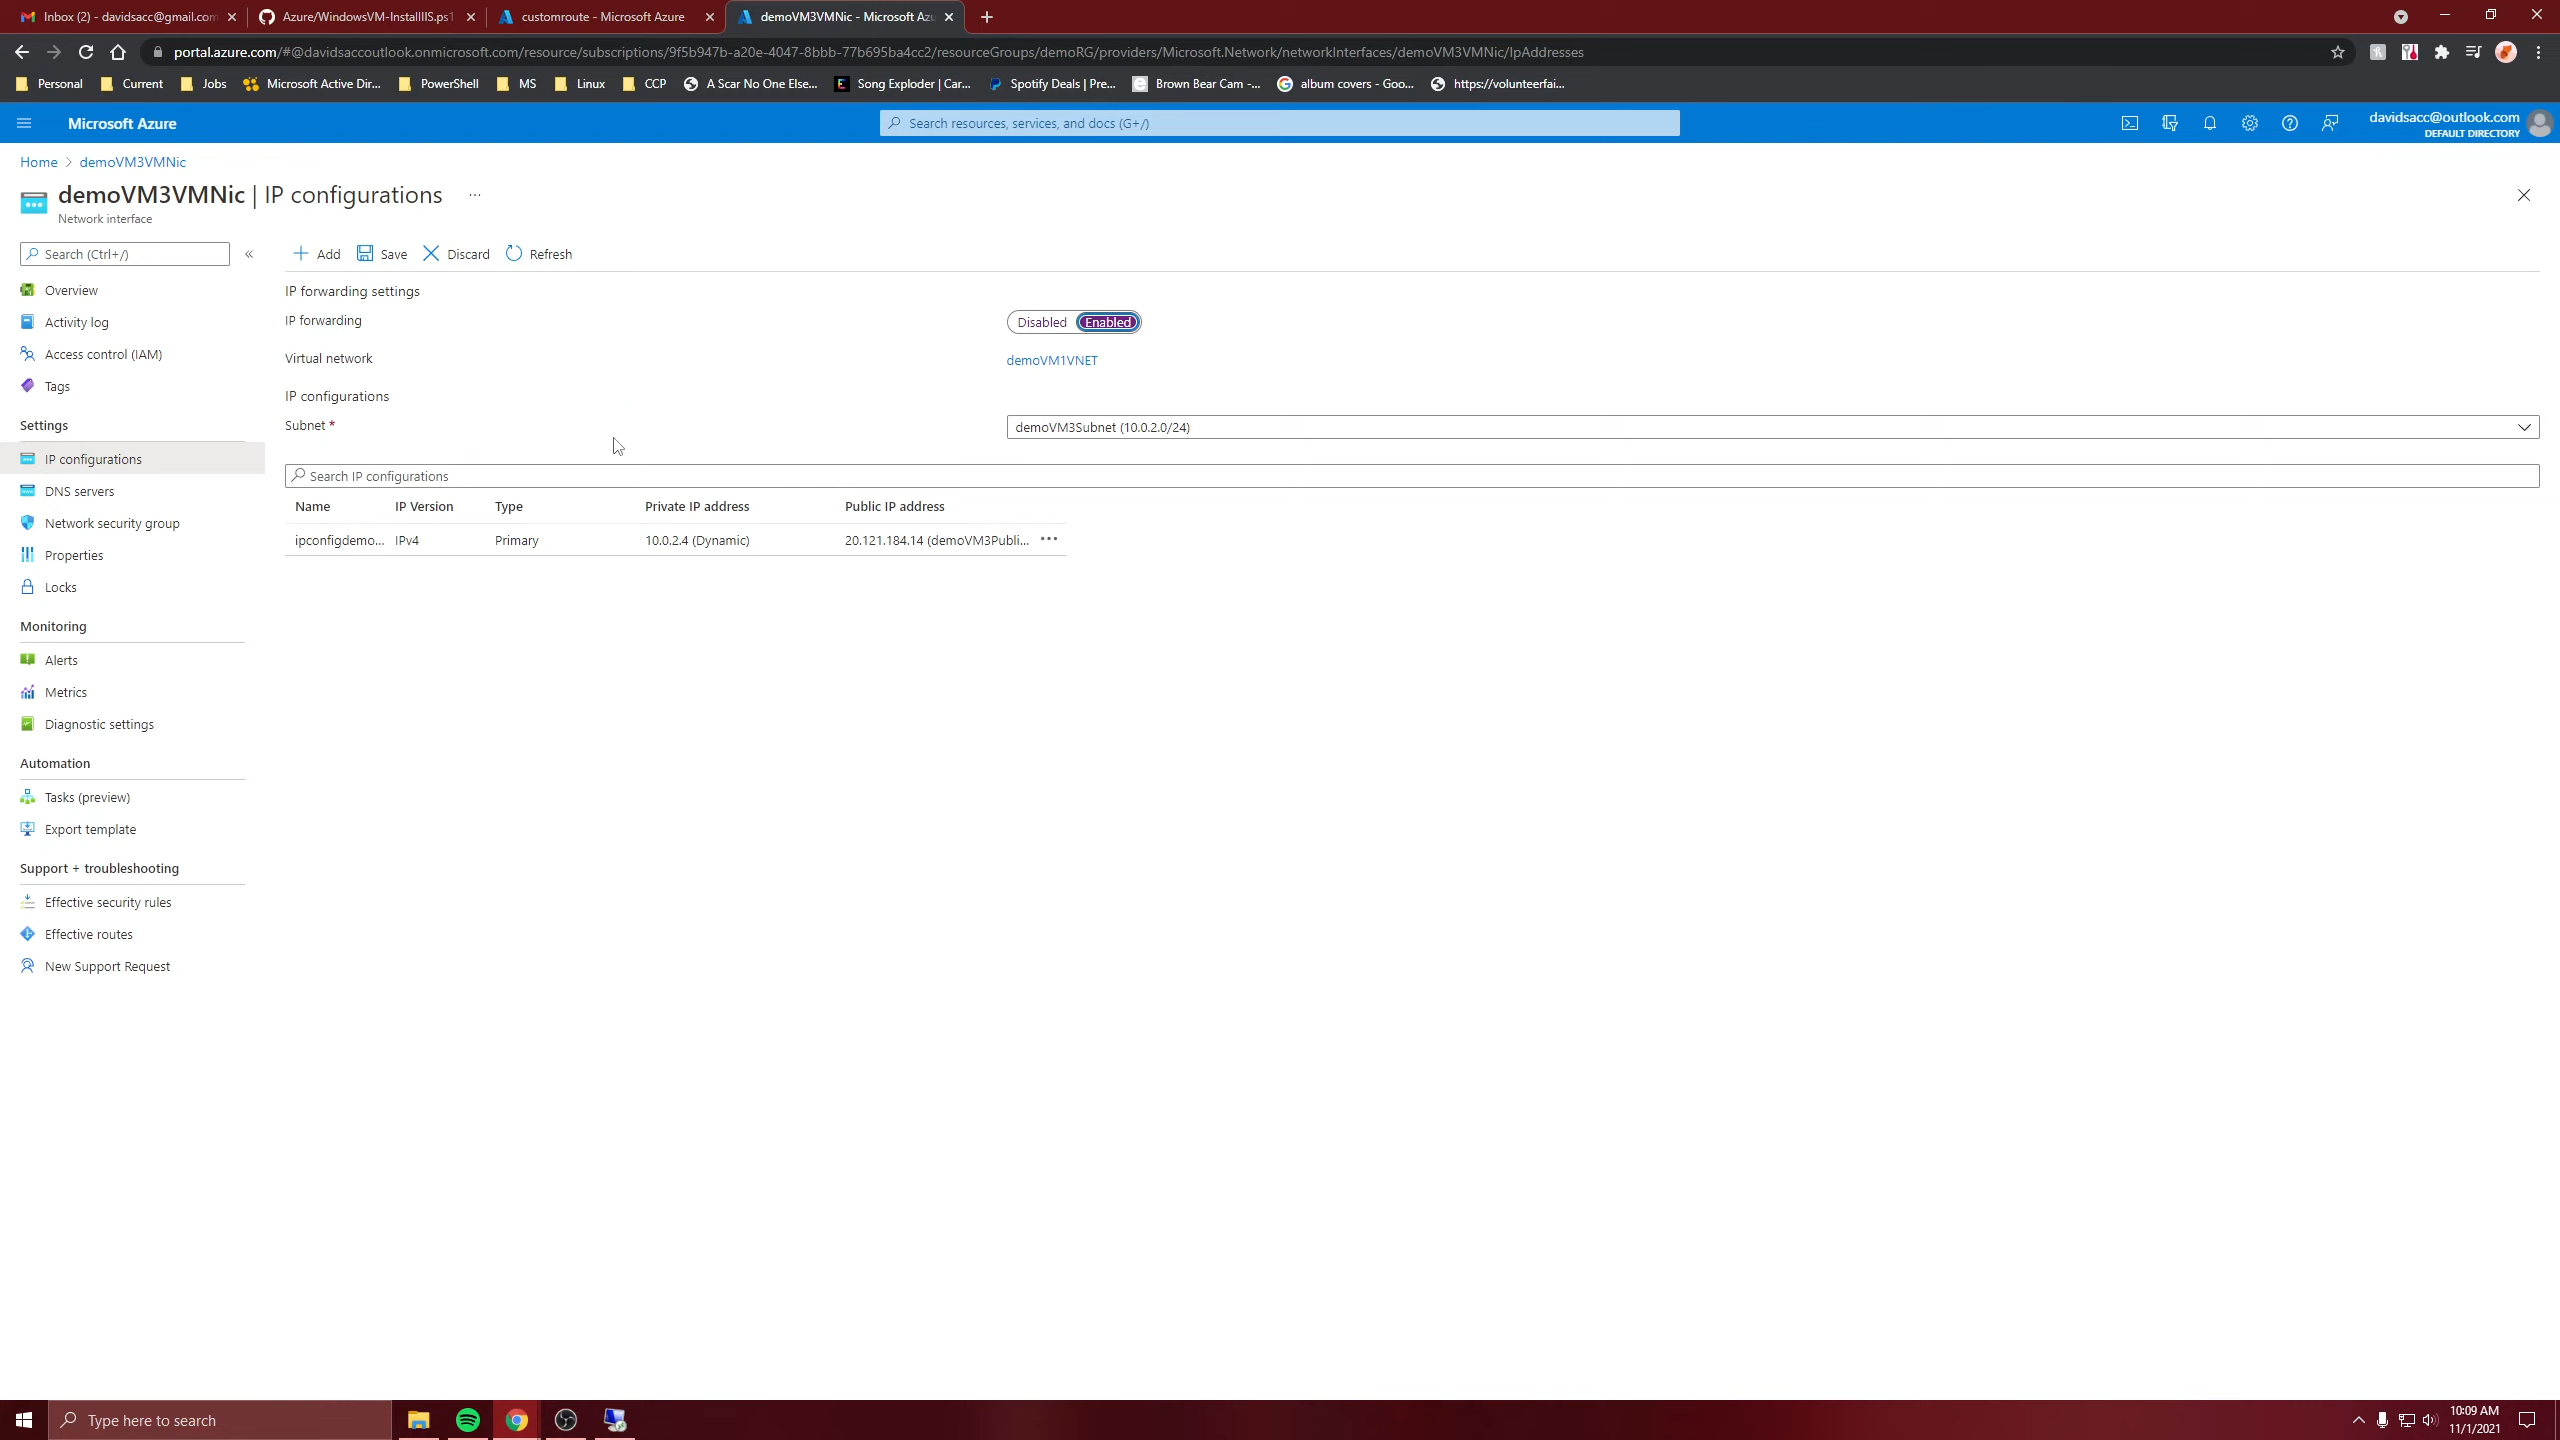 Inbox (2) - davidsacc@gmail.com
Azure/WindowsVM-InstallIIS.ps1
customroute - Microsoft Azure
demoVM3VMNic - Microsoft Azu
portal.azure.com/#@davidsaccoutlook.onmicrosoft.com/resource/subscriptions/9f5b947b-a20e-4047-8bbb-77b695ba4cc2/resourceGroups/demoRG/providers/Microsoft.Network/networkInterfaces/demoVM3VMNic/IpAddresses
Personal Current Jobs Microsoft Active Dir... PowerShell MS Linux CCP A Scar No One Else... Song Exploder | Car... Spotify Deals | Pre... Brown Bear Cam -... album covers - Goo... https://volunteerfai...
Microsoft Azure
Search resources, services, and docs (G+/)
davidsacc@outlook.com
DEFAULT DIRECTORY
Home > demoVM3VMNic
demoVM3VMNic | IP configurations ...
Network interface
Search (Ctrl+/)
Add Save Discard Refresh
Overview
Activity log
Access control (IAM)
Tags
Settings
IP configurations
DNS servers
Network security group
Properties
Locks
Monitoring
Alerts
Metrics
Diagnostic settings
Automation
Tasks (preview)
Export template
Support + troubleshooting
Effective security rules
Effective routes
New Support Request
IP forwarding settings
IP forwarding Disabled Enabled
Virtual network demoVM1VNET
IP configurations
Subnet * demoVM3Subnet (10.0.2.0/24)
Search IP configurations
Name IP Version Type Private IP address Public IP address
ipconfigdemo... IPv4 Primary 10.0.2.4 (Dynamic) 20.121.184.14 (demoVM3Publi... ...
Type here to search
10:09 AM
11/1/2021